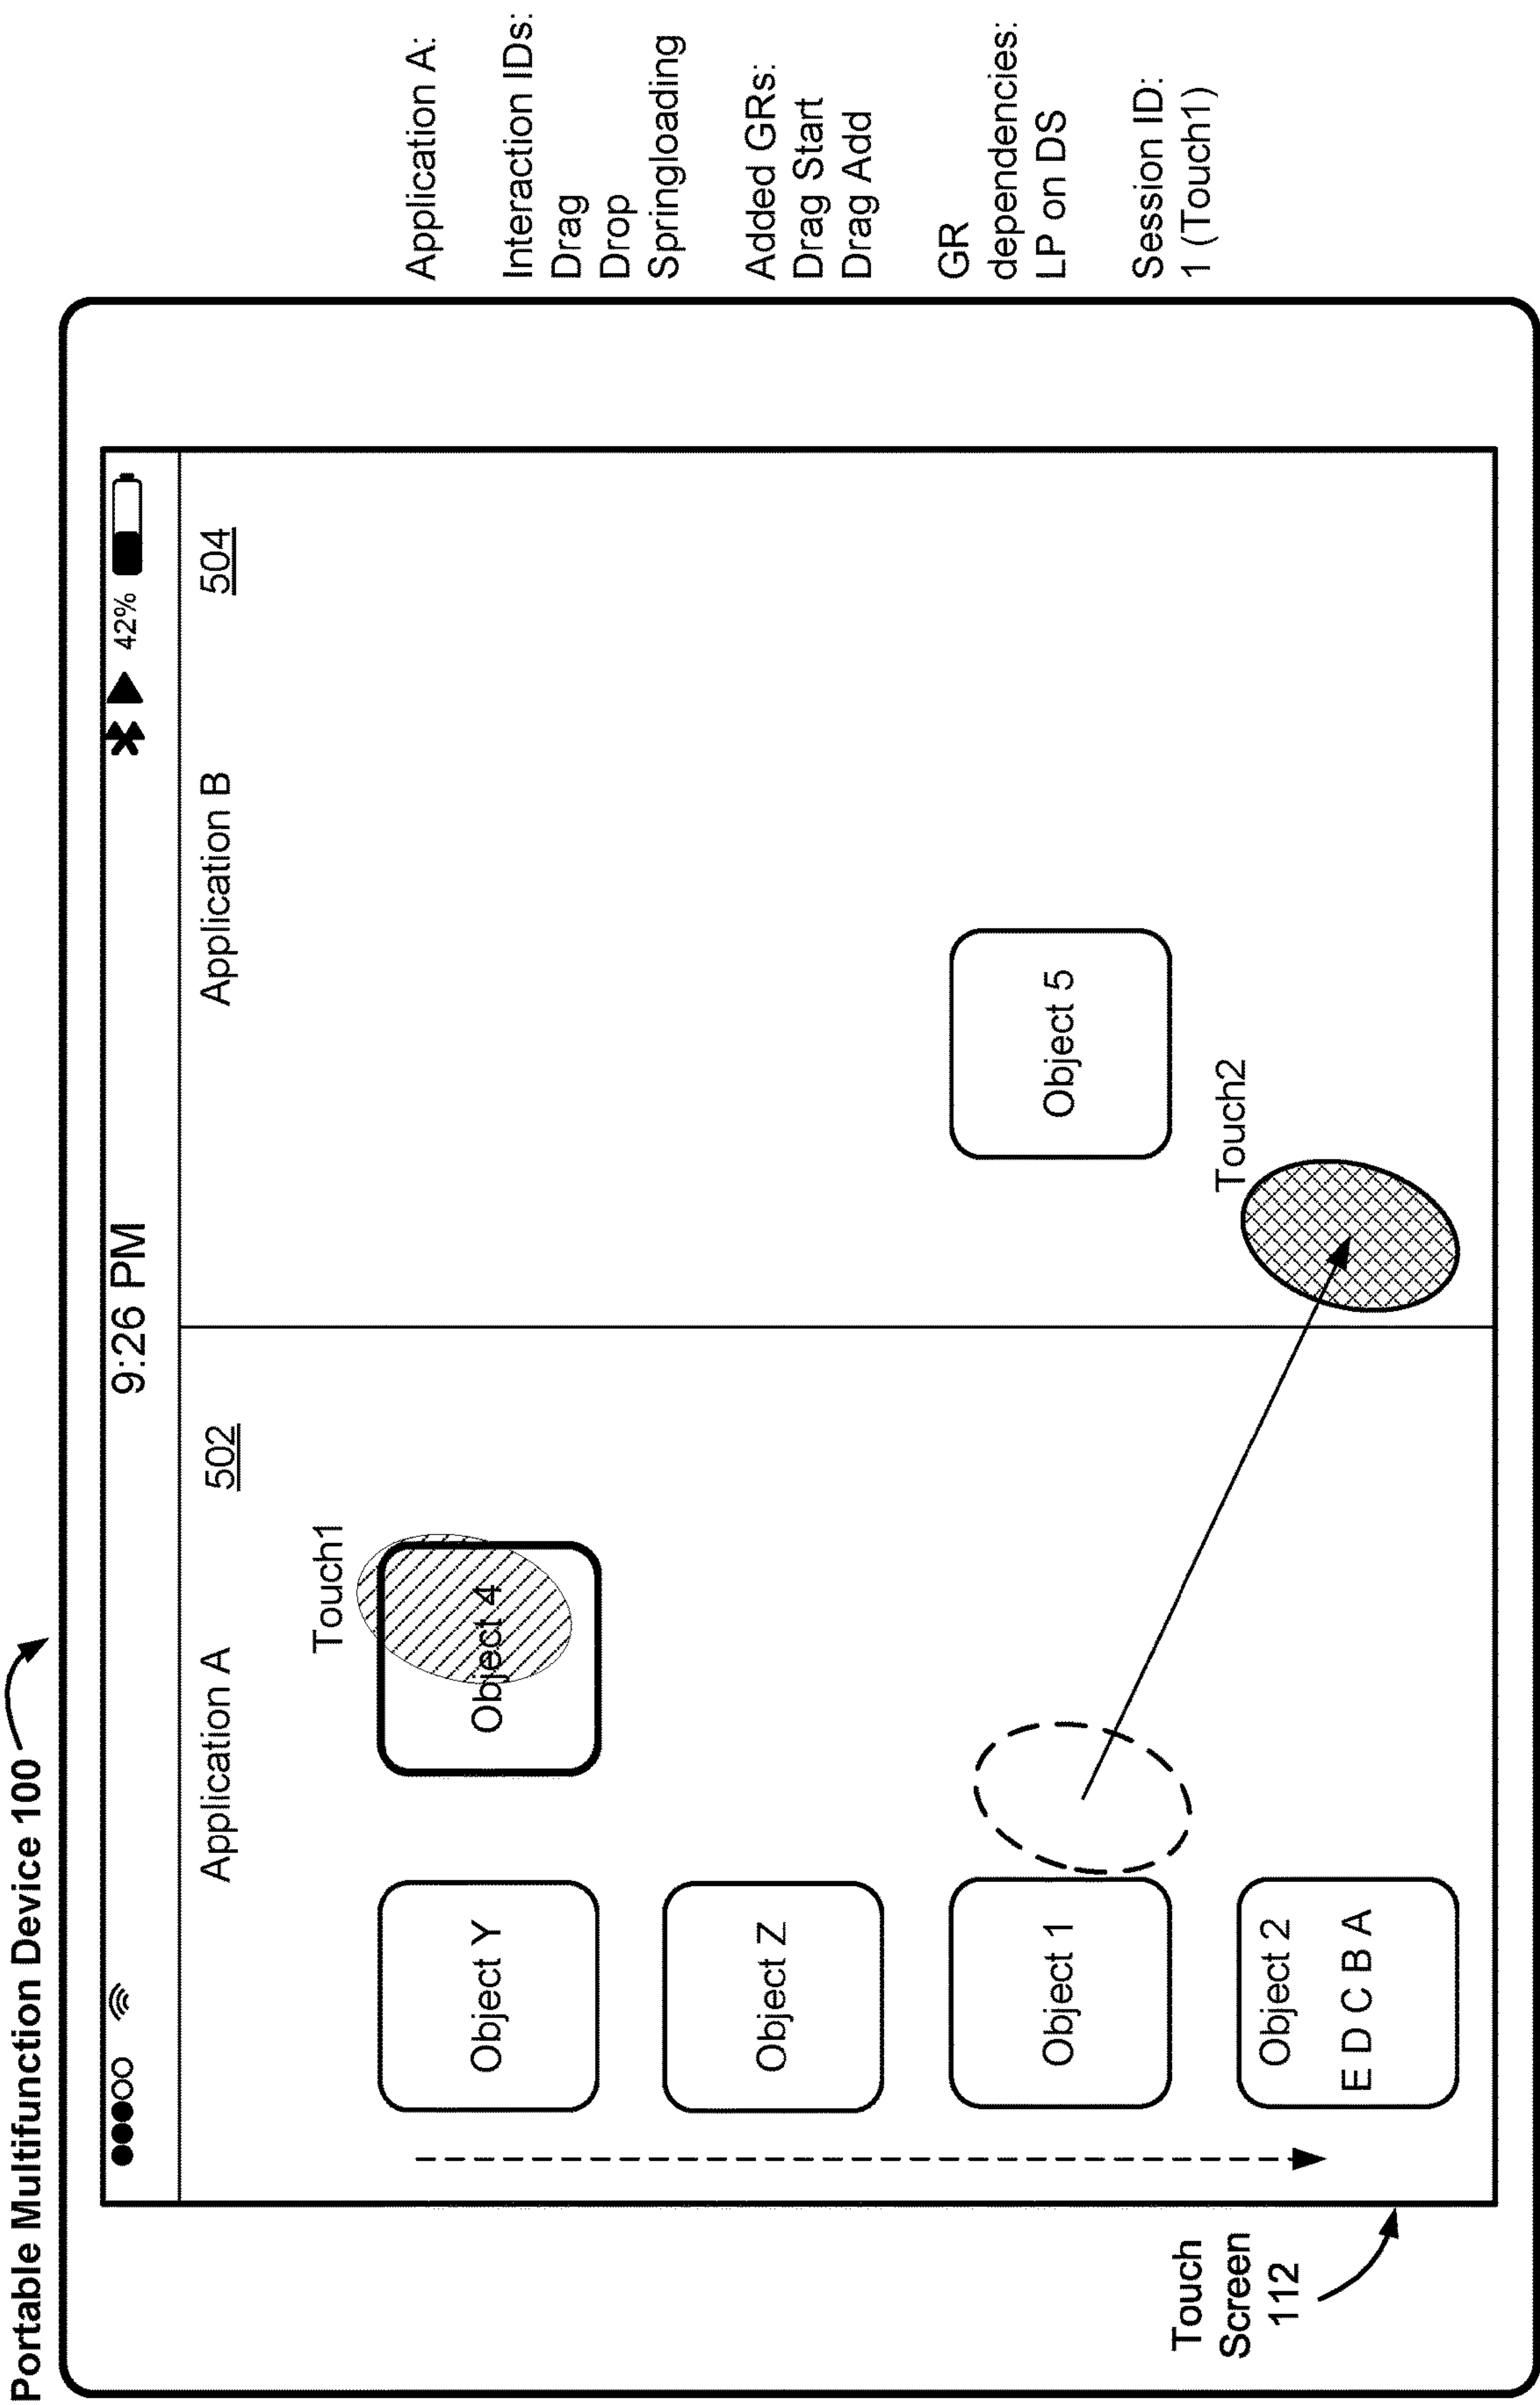 Portable Multifunction Device 100
9:26 PM
42%
Application A
502
Application B
504
Touch1
Object Y
Object 4
Object Z
Object 1
Object 5
Object 2
E D C B A
Touch2
Touch
Screen
112
Application A:
Interaction IDs:
Drag
Drop
Springloading
Added GRs:
Drag Start
Drag Add
GR
dependencies:
LP on DS
Session ID:
1 (Touch1)